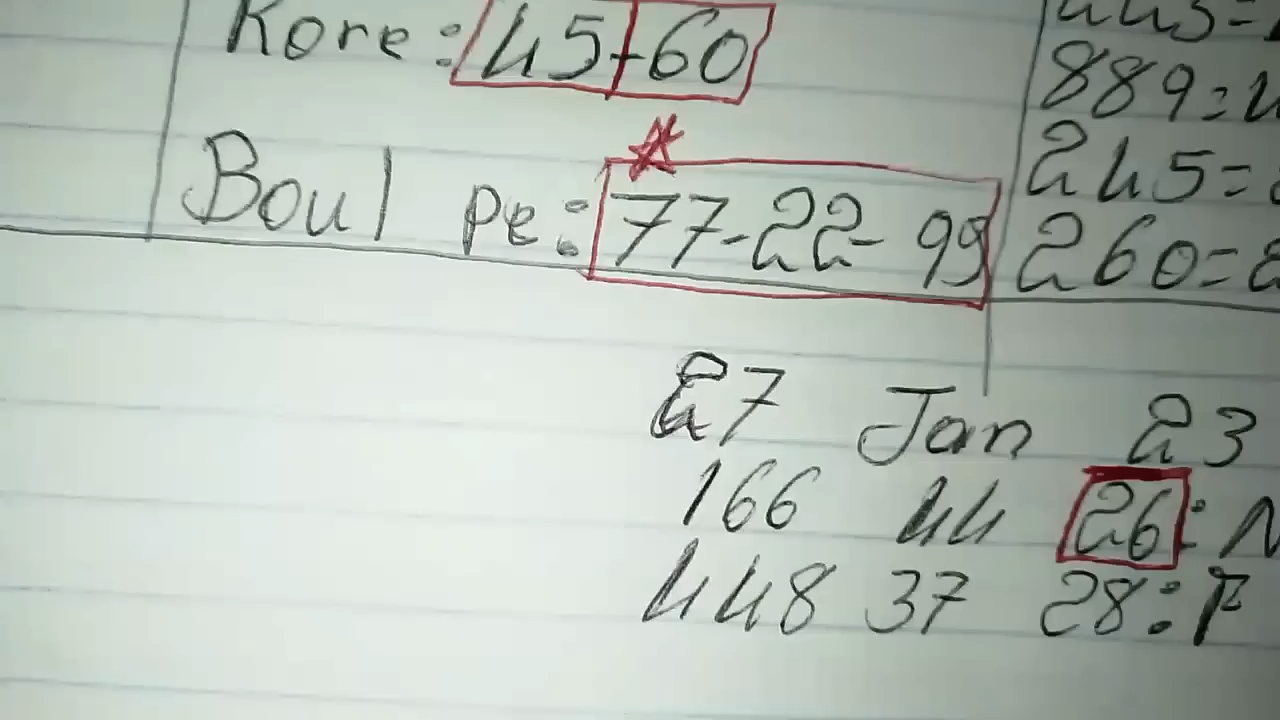 Kore: 45-60
Boul pe: 77-22-99
445=
889=
245=
260=
27 Jan 23
166 44 26: N
448 37 28: F